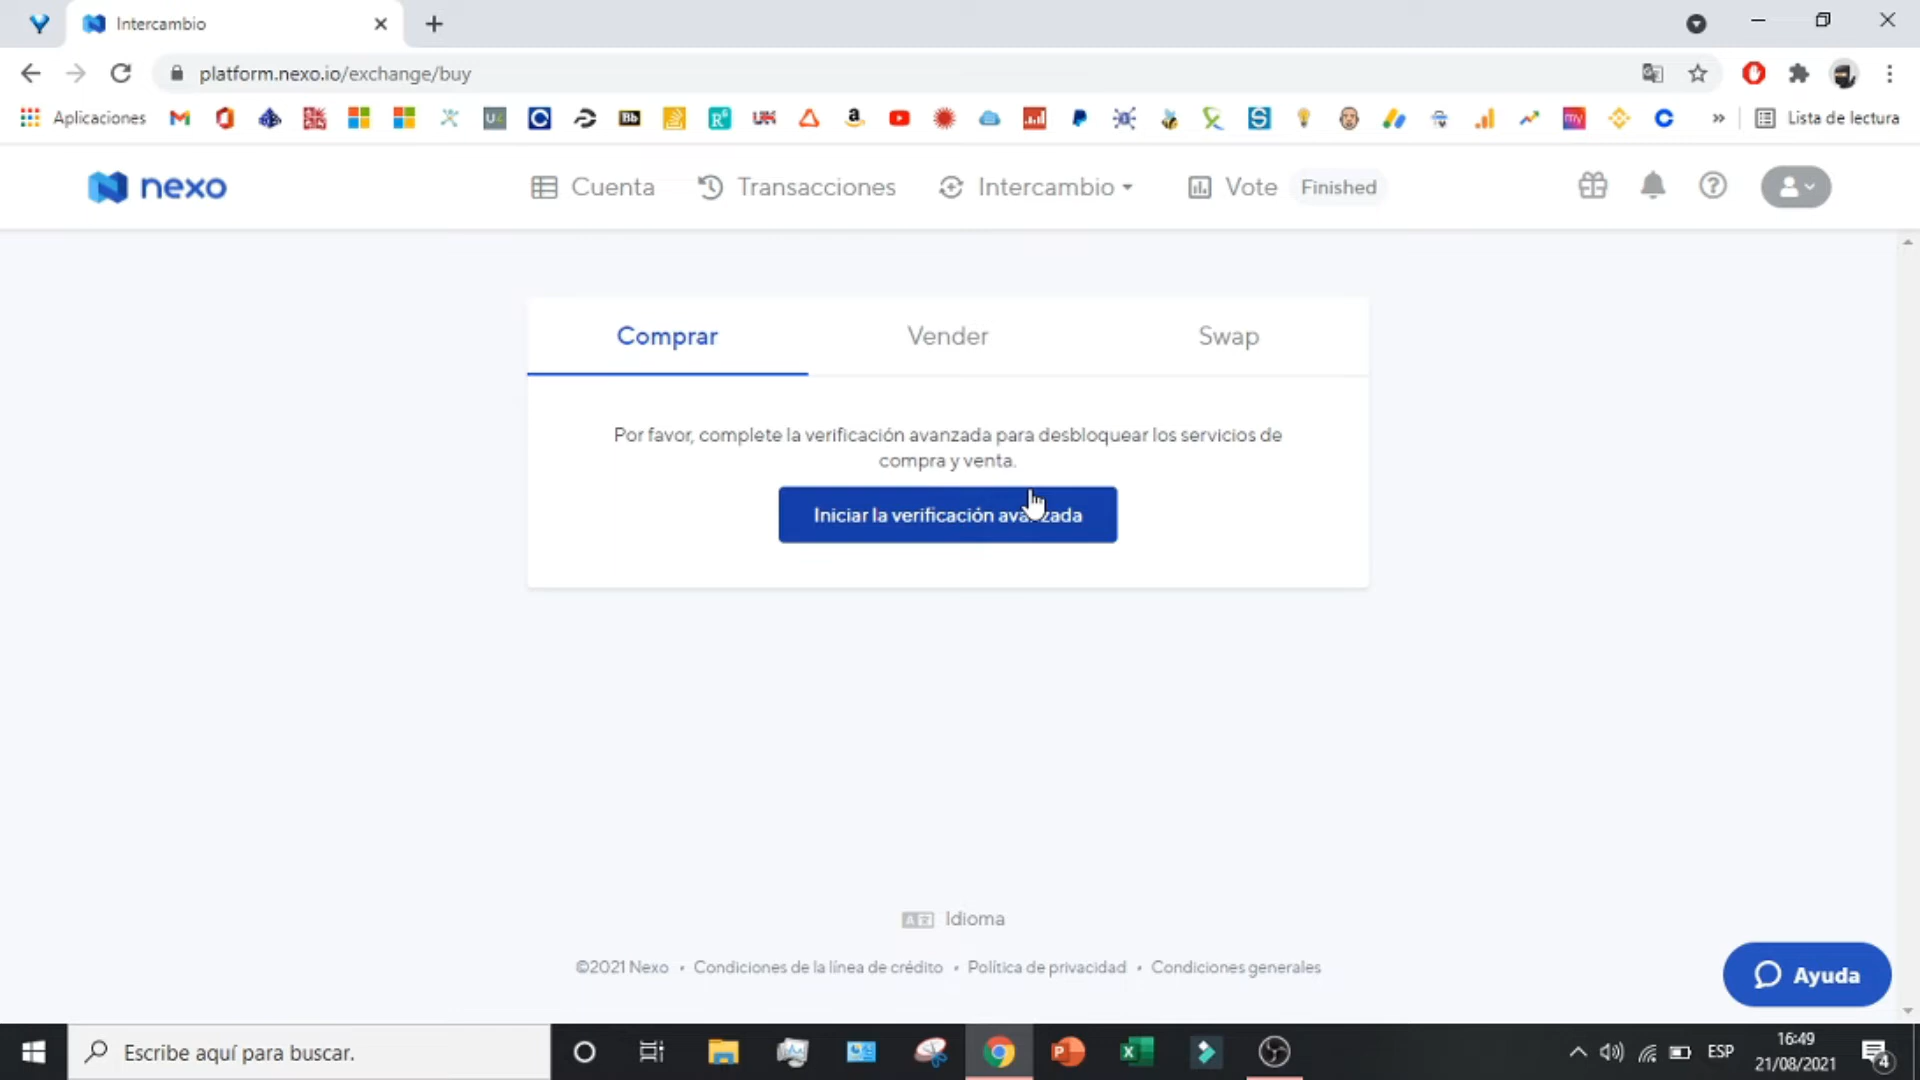 Intercambio
platform.nexo.io/exchange/buy
Aplicaciones
Lista de lectura
nexo
Cuenta
Transacciones
Intercambio
Vote
Finished
Comprar
Vender
Swap
Por favor, complete la verificación avanzada para desbloquear los servicios de
compra y venta.
Iniciar la verificación avanzada
Idioma
©2021 Nexo • Condiciones de la línea de crédito • Política de privacidad • Condiciones generales
Ayuda
Escribe aquí para buscar.
ESP
16:49
21/08/2021
4